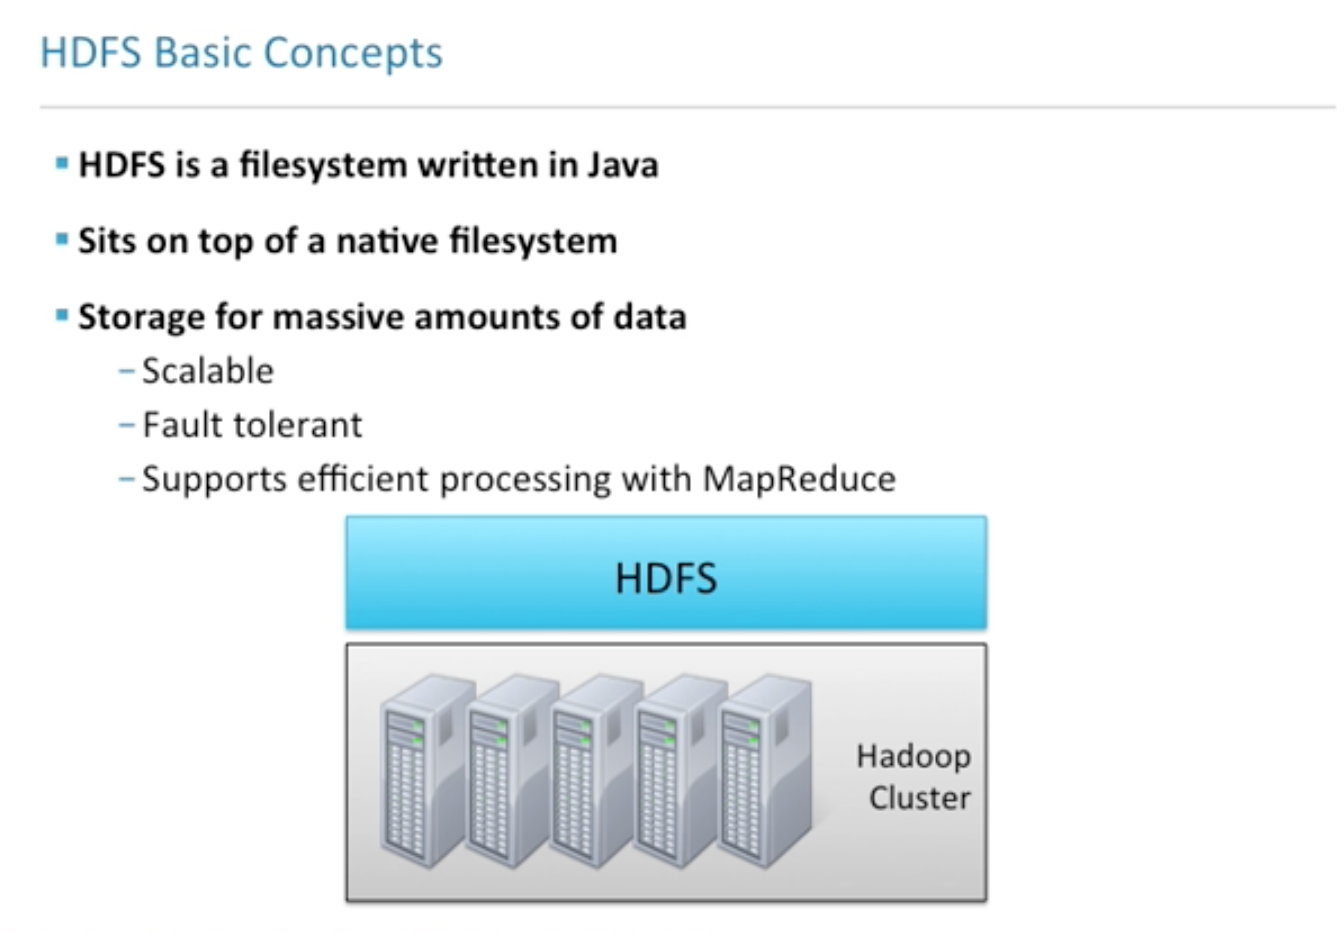 HDFS Basic Concepts
HDFS is a filesystem written in Java
Sits on top of a native filesystem
Storage for massive amounts of data
– Scalable
– Fault tolerant
– Supports efficient processing with MapReduce
HDFS
Hadoop
Cluster